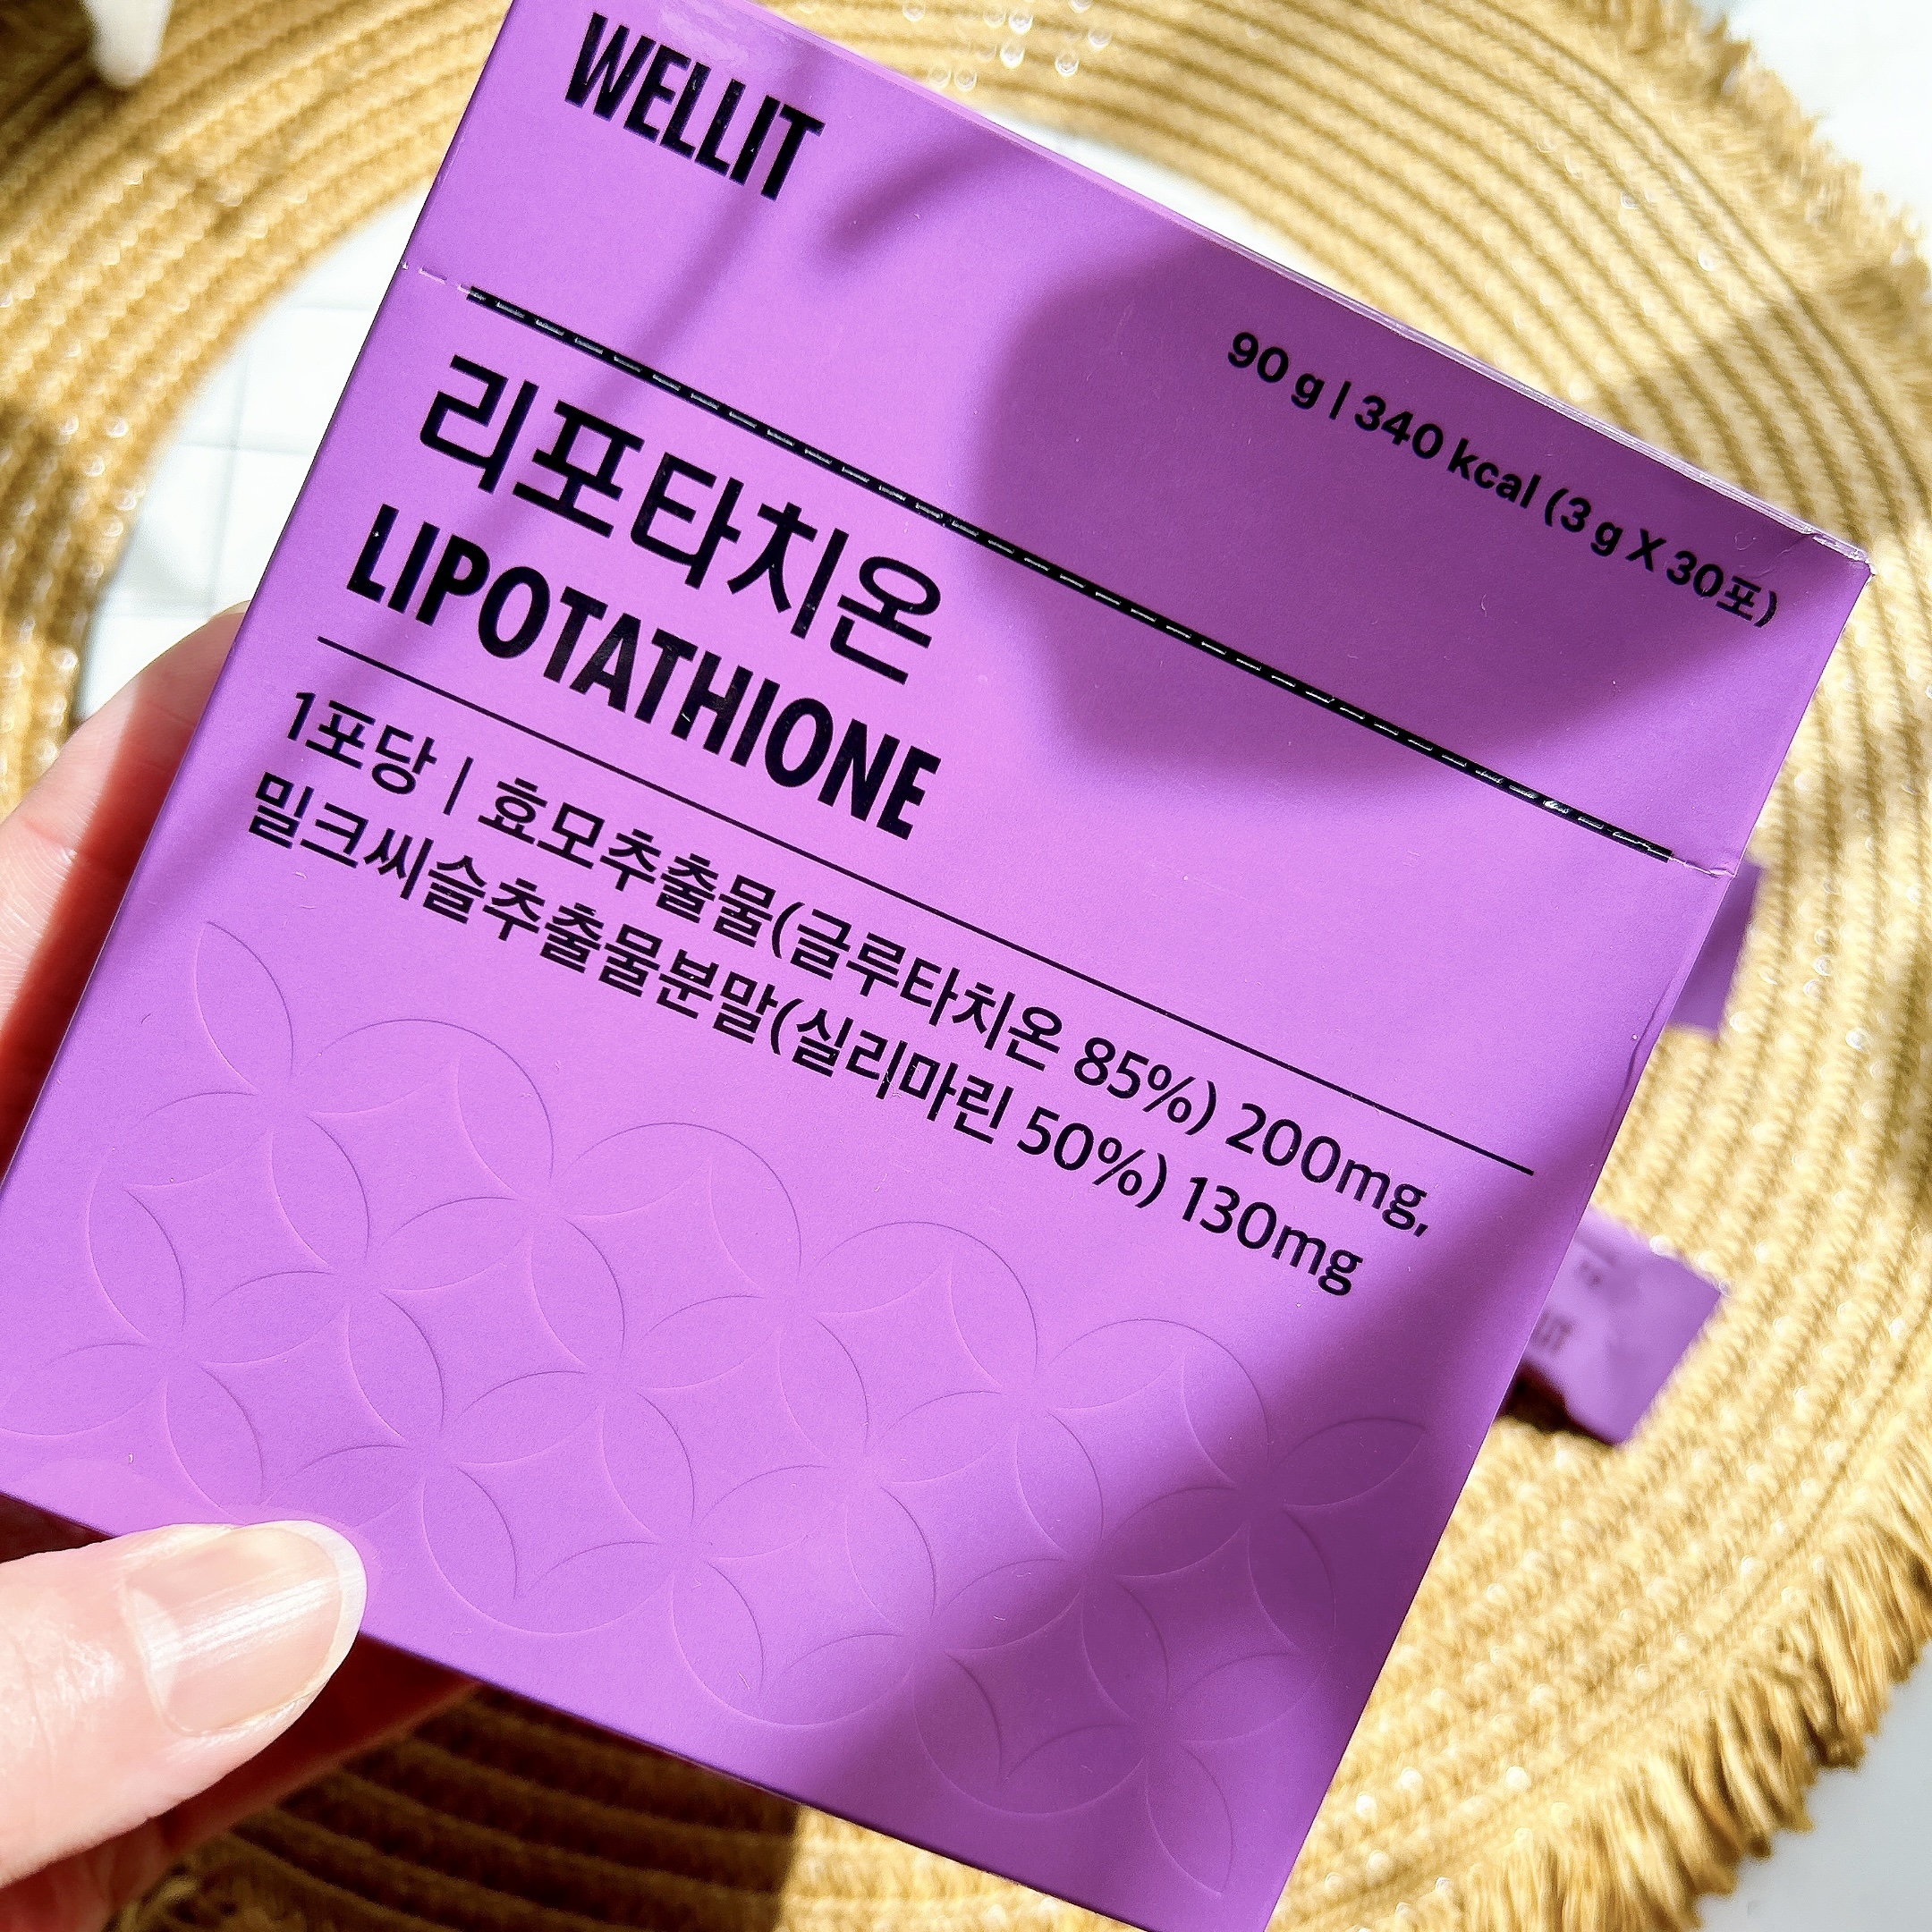 WELLIT
90 g | 340 kcal (3 g X 30포)
리포타치온
LIPOTATHIONE
1포당 | 효모추출물(글루타치온 85%) 200mg,
밀크씨슬추출물분말(실리마린 50%) 130mg